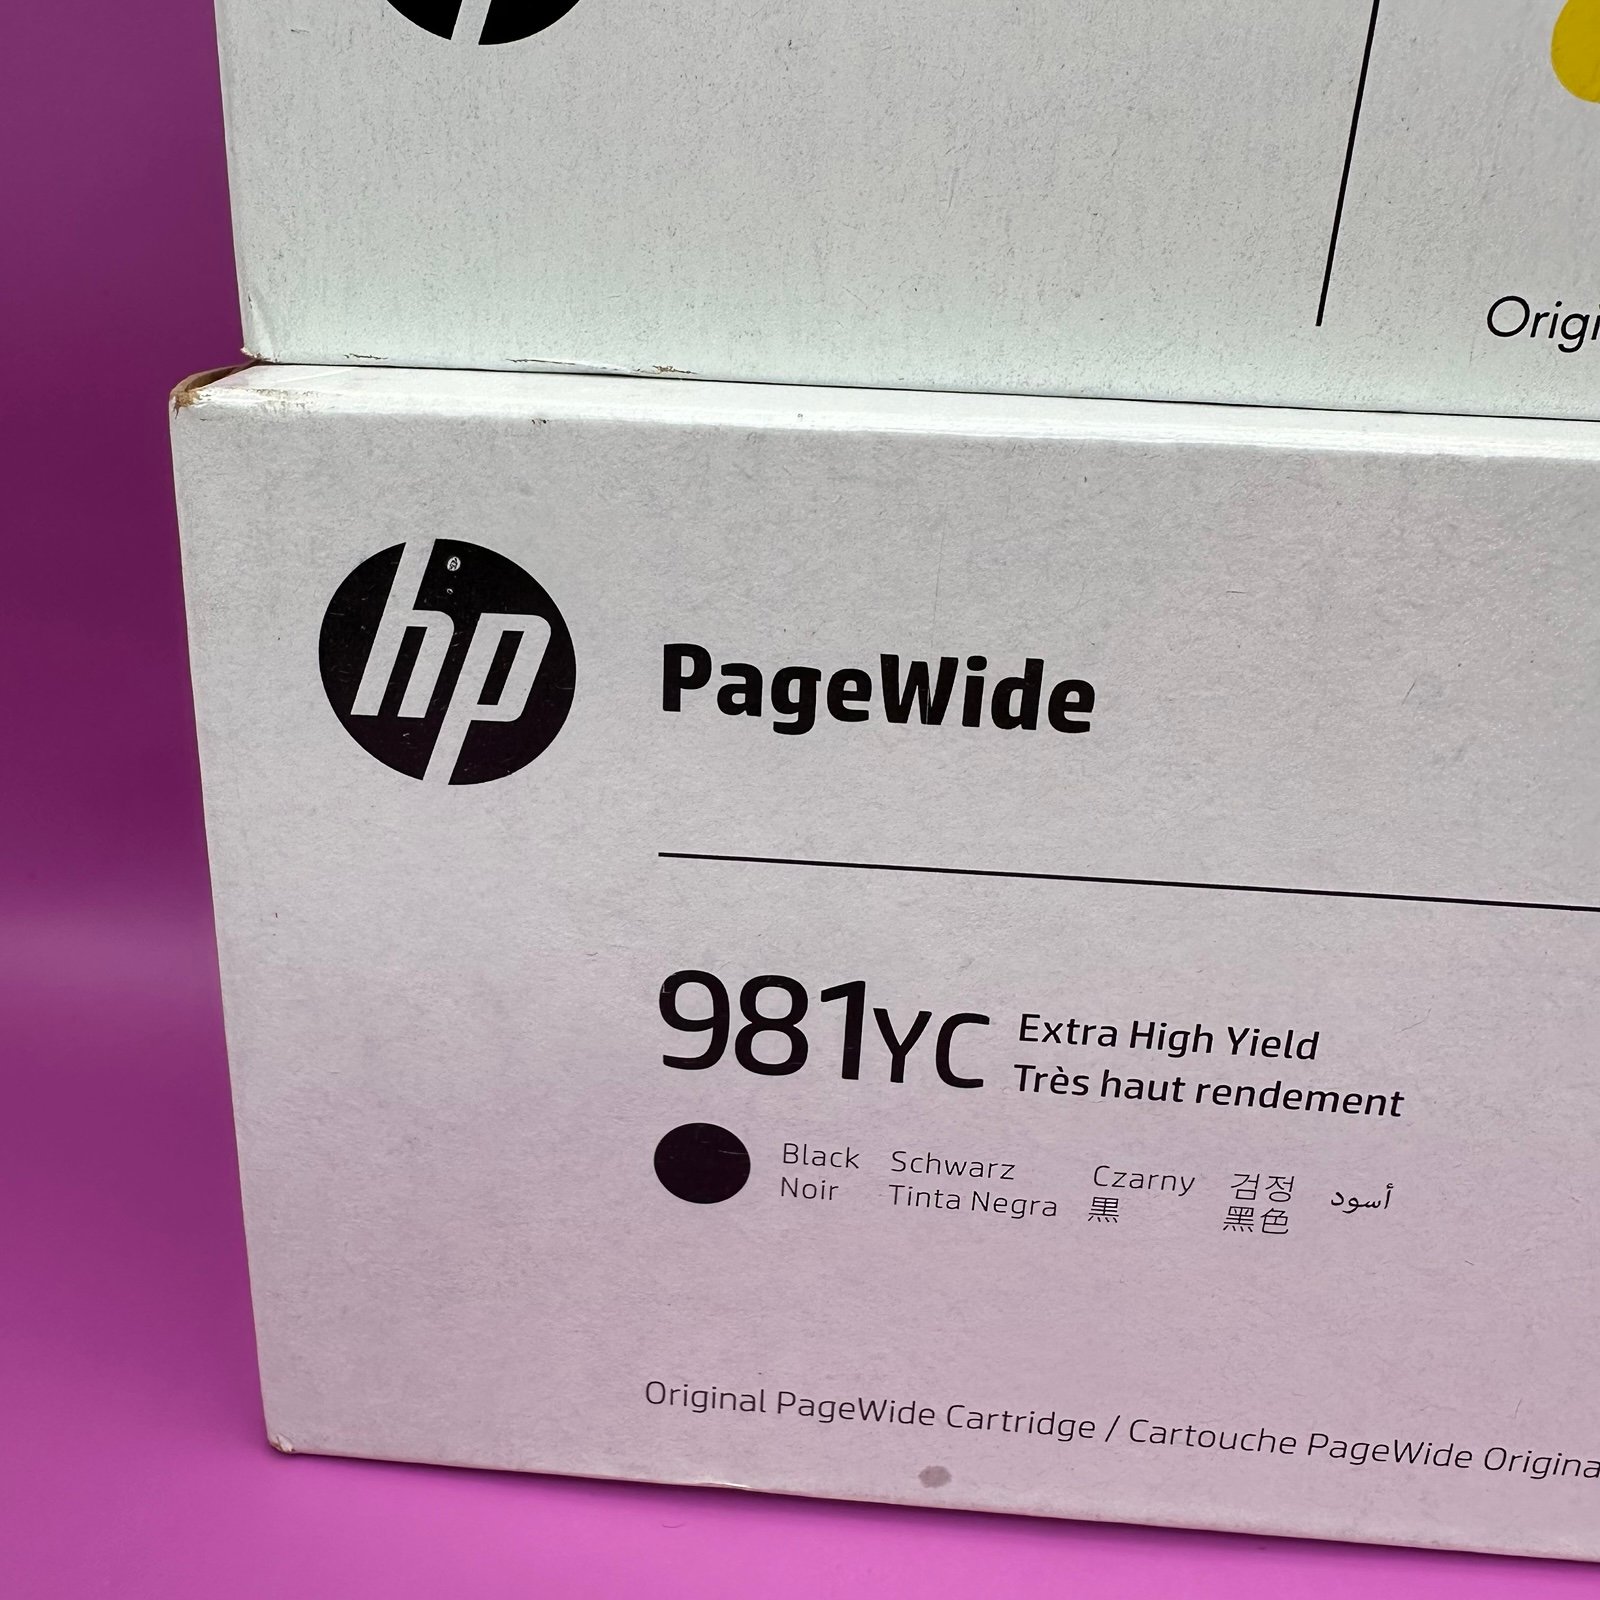 Origi
hp
PageWide
981YC
Extra High Yield
Très haut rendement
Black Schwarz Czarny 검정 أسود
Noir Tinta Negra 黒 黑色
Original PageWide Cartridge / Cartouche PageWide Origina